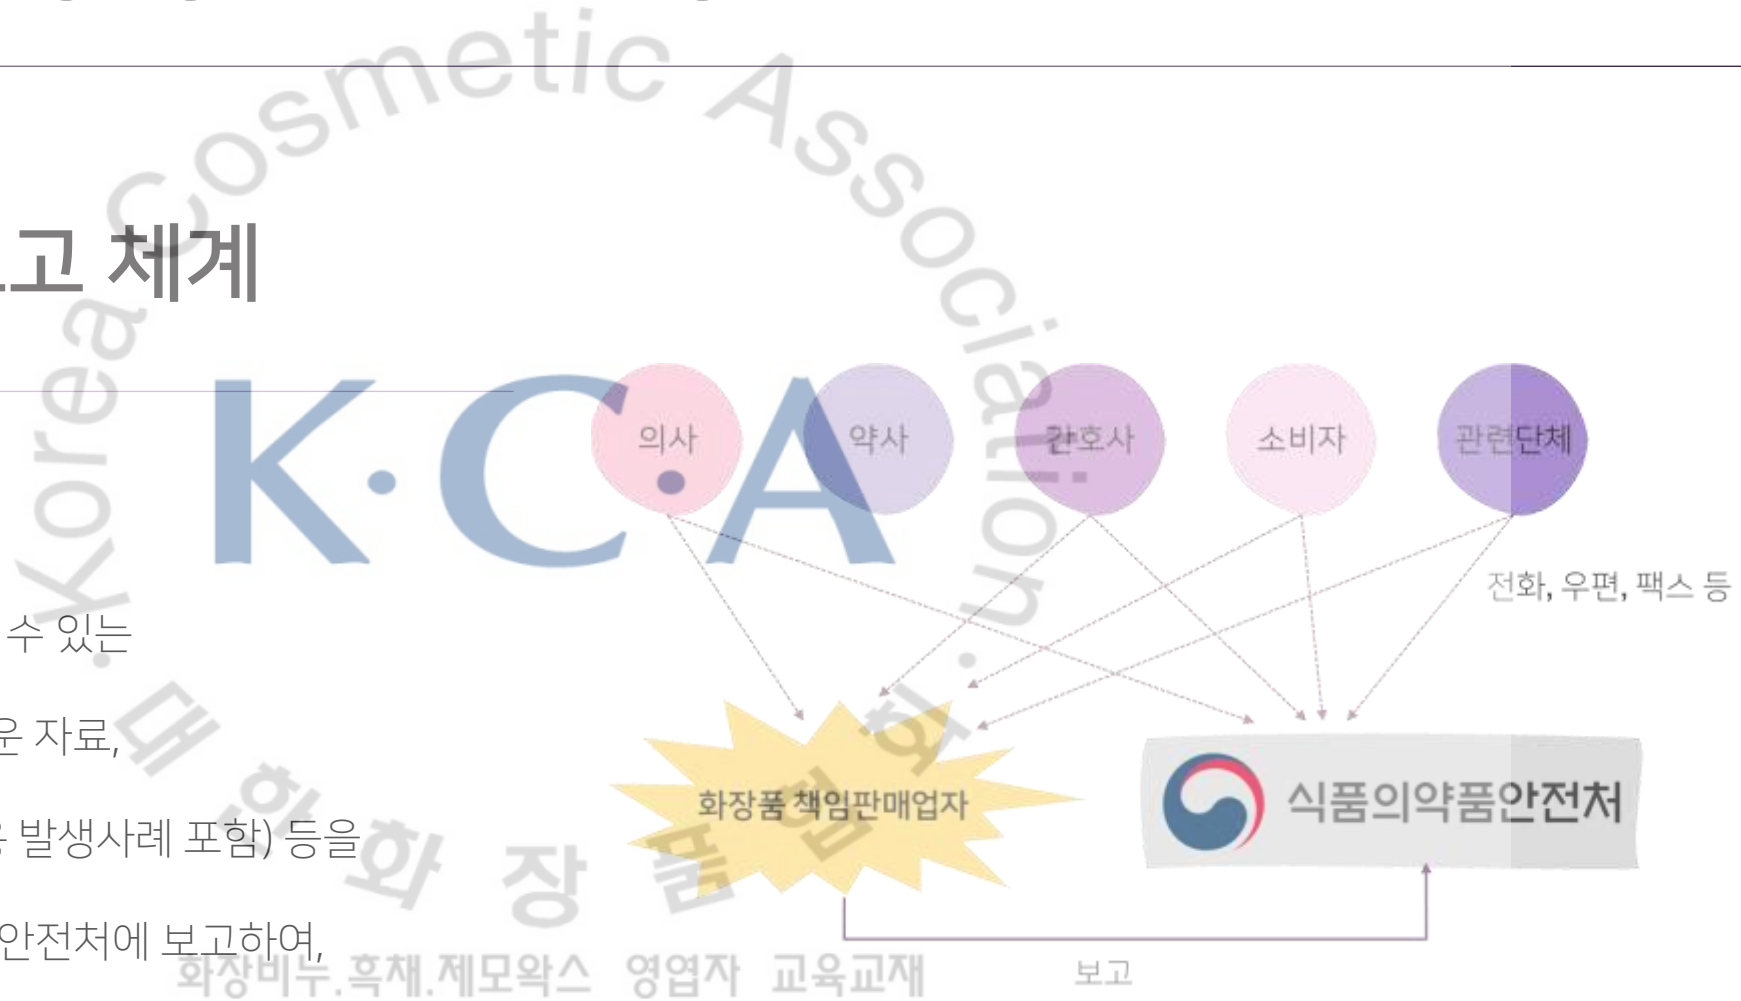 고 체계
의사
약사
간호사
소비자
관련단체
전화, 우편, 팩스 등
수 있는
운 자료,
발생사례 포함) 등을
안전처에 보고하여,
화장품 책임판매업자
식품의약품안전처
보고
K·C·A
Korea Cosmetic Association
대한화장품협회
화장비누.흑채.제모왁스 영업자 교육교재